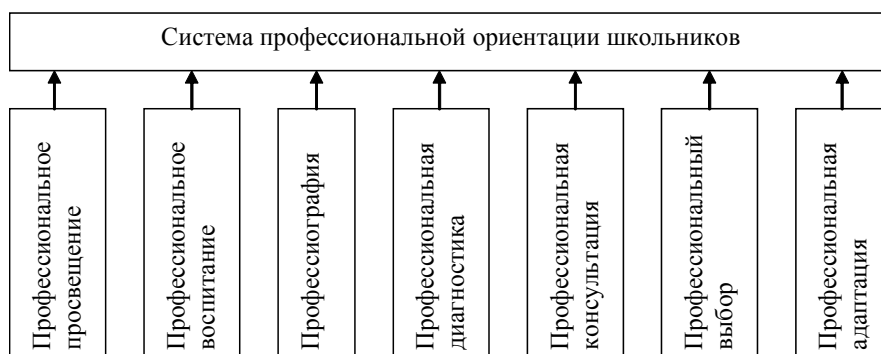 Система профессиональной ориентации школьников
Профессиональное
просвещение
Профессиональное
воспитание
Профессиография
Профессиональная
диагностика
Профессиональная
консультация
Профессиональный
выбор
Профессиональная
адаптация